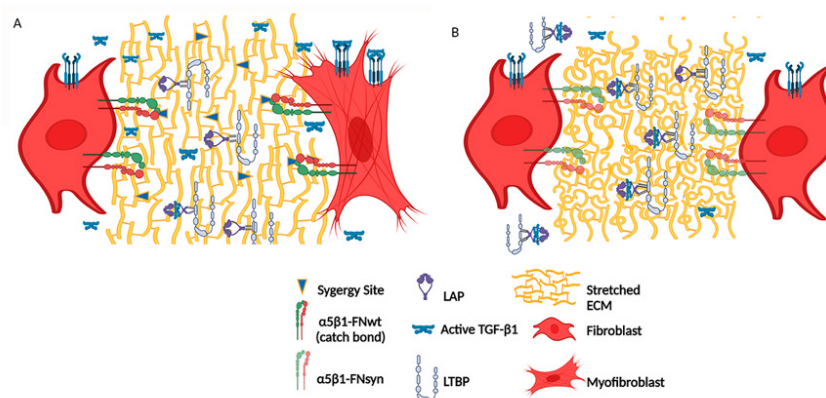 A
B
Sygergy Site
α5β1-FNwt
(catch bond)
α5β1-FNsyn
LAP
Active TGF-β1
LTBP
Stretched
ECM
Fibroblast
Myofibroblast